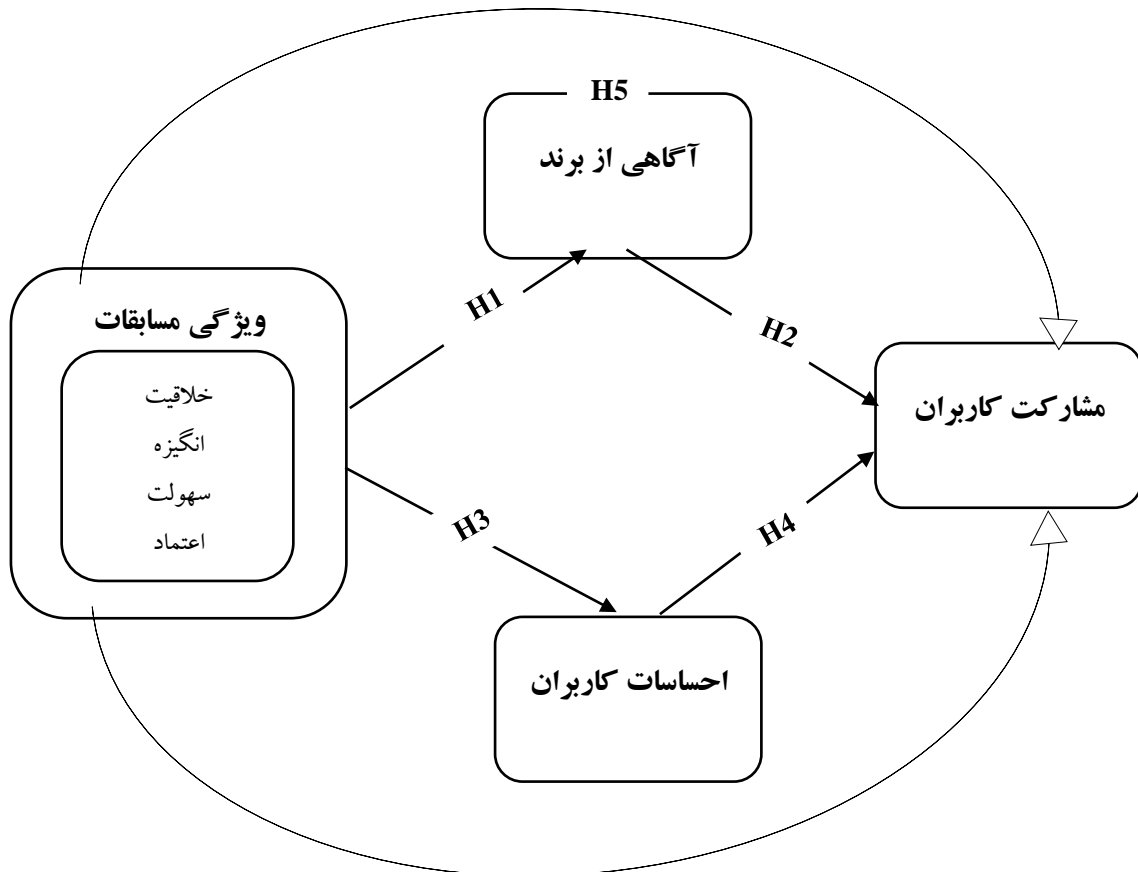 H5
آگاهی از برند
H1
H2
ویژگی مسابقات
خلاقیت
انگیزه
سهولت
اعتماد
مشارکت کاربران
H3
H4
احساسات کاربران